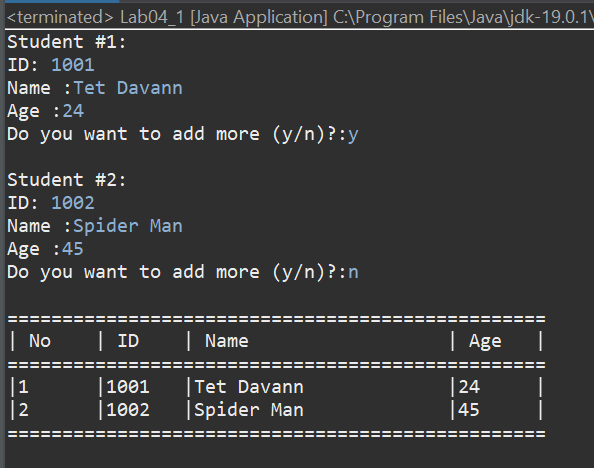 <terminated> Lab04_1 [Java Application] C:\Program Files\Java\jdk-19.0.1\
Student #1:
ID: 1001
Name :Tet Davann
Age :24
Do you want to add more (y/n)?:y

Student #2:
ID: 1002
Name :Spider Man
Age :45
Do you want to add more (y/n)?:n

=================================================
| No    | ID    | Name                  | Age   |
=================================================
|1      |1001   |Tet Davann             |24     |
|2      |1002   |Spider Man             |45     |
=================================================